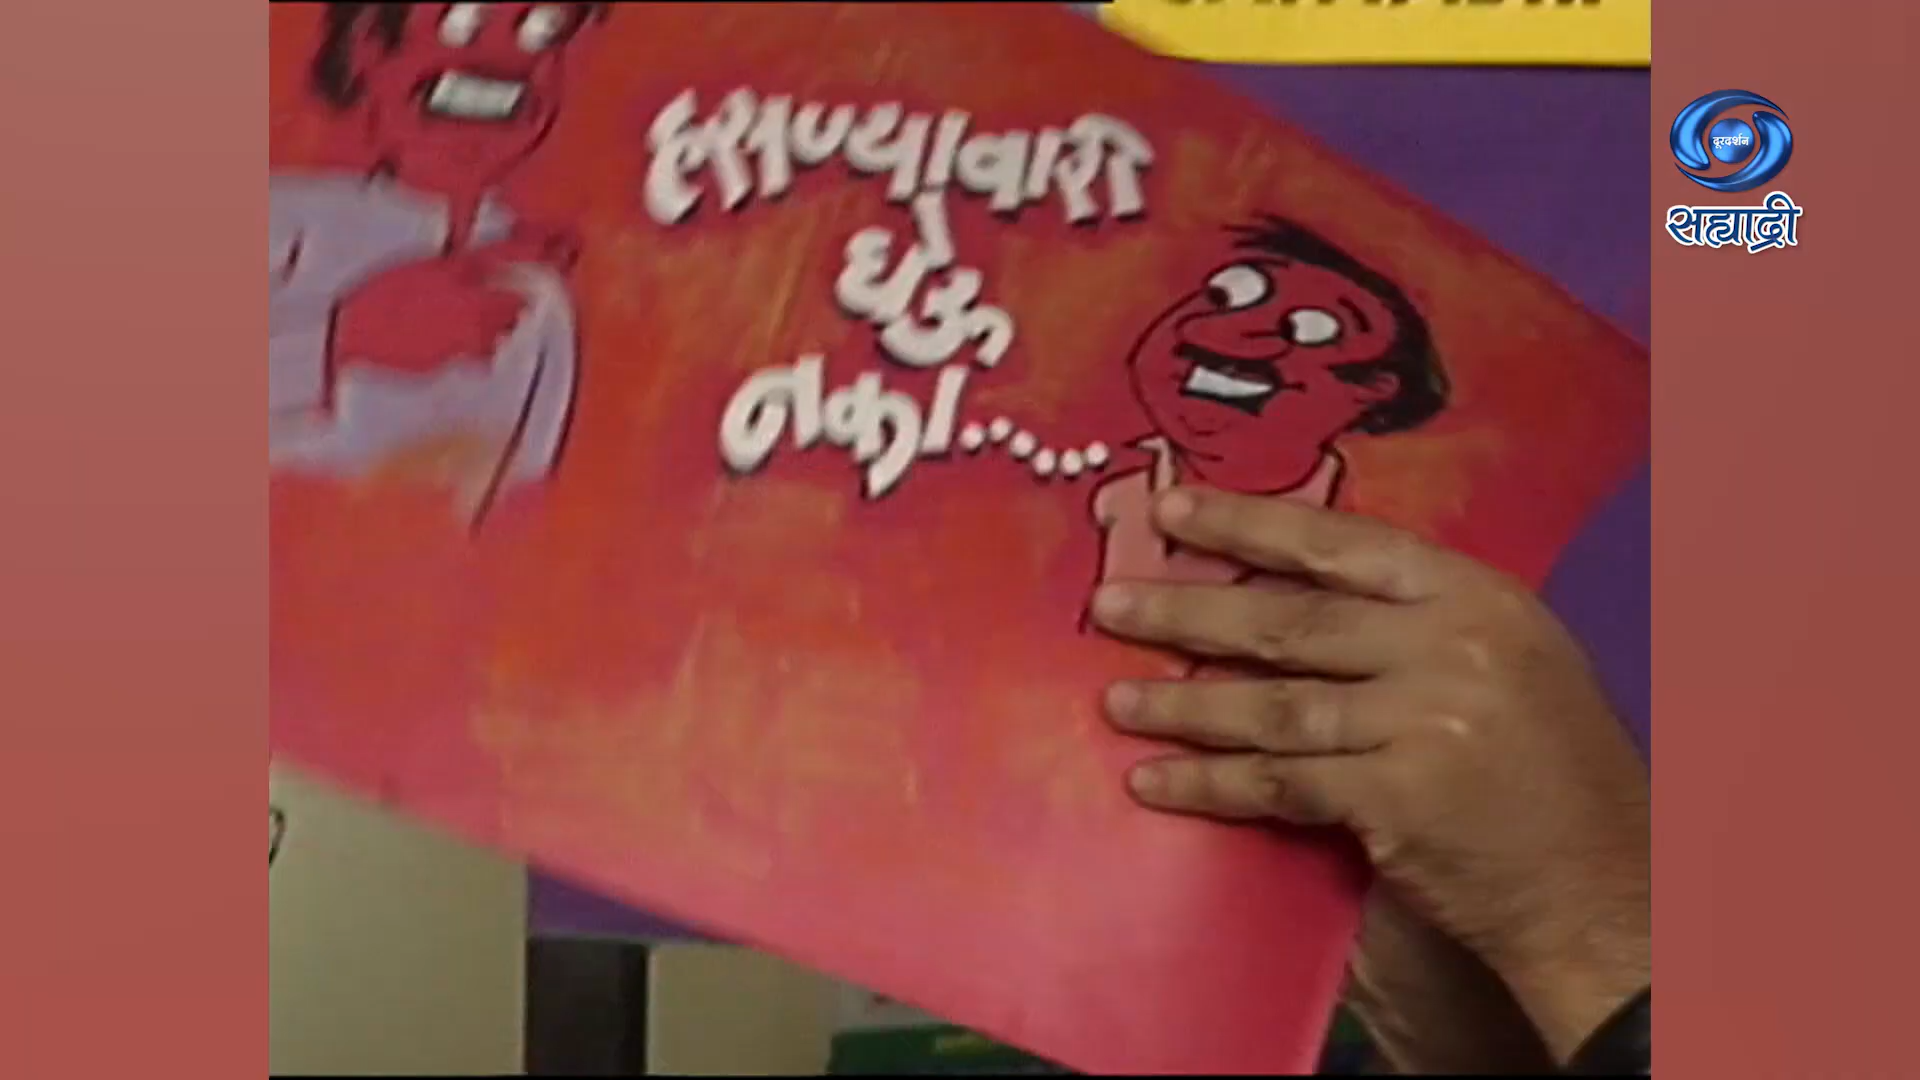 हसण्यावारी
घेऊ
नका.......
दूरदर्शन
सह्याद्री